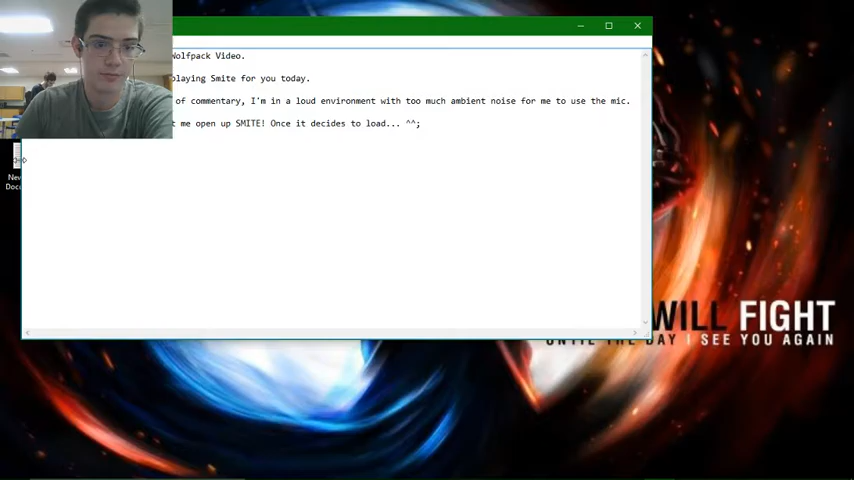 Wolfpack Video.
playing Smite for you today.
of commentary, I'm in a loud environment with too much ambient noise for me to use the mic.
me open up SMITE! Once it decides to load... ^^;
New
Docu
WILL FIGHT
UNTIL THE DAY I SEE YOU AGAIN